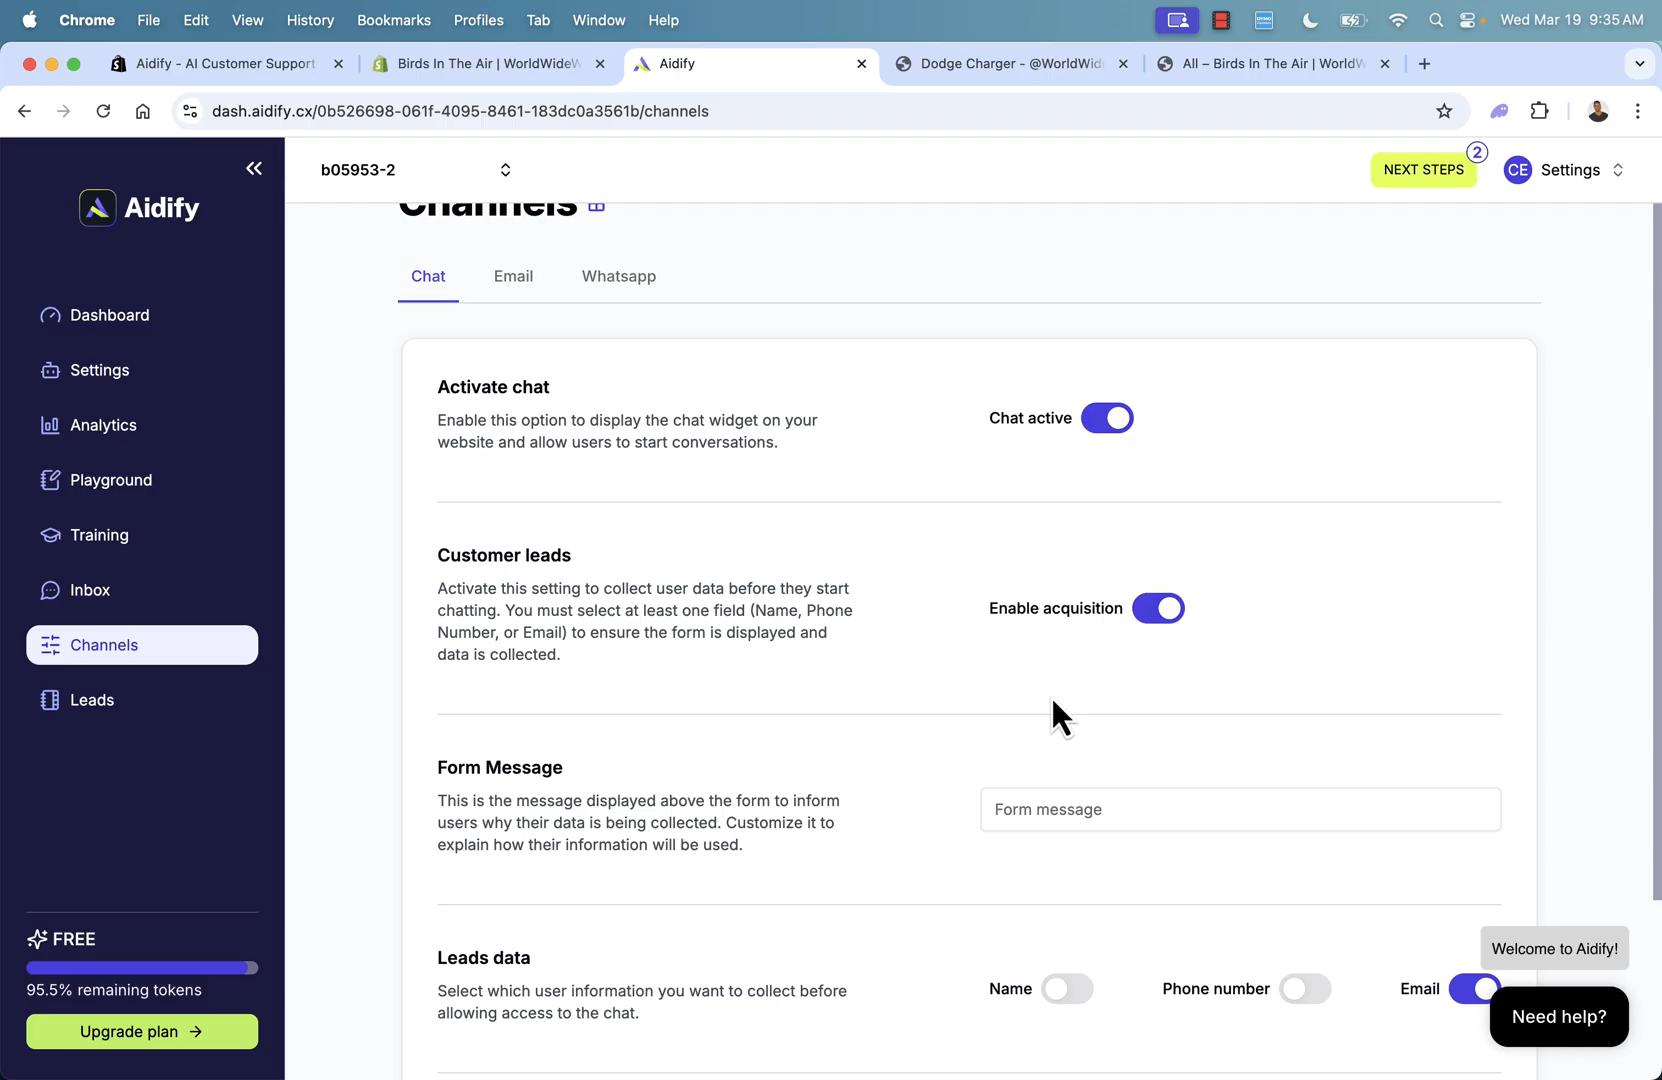 Chrome File Edit View History Bookmarks Profiles Tab Window Help Wed Mar 19 9:35 AM
Aidify - AI Customer Support Birds In The Air | WorldWideW Aidify Dodge Charger - @WorldWid All – Birds In The Air | WorldW
dash.aidify.cx/0b526698-061f-4095-8461-183dc0a3561b/channels
b05953-2
NEXT STEPS
2
CE
Settings
Aidify
Dashboard
Settings
Analytics
Playground
Training
Inbox
Channels
Leads
FREE
95.5% remaining tokens
Upgrade plan →
Channels
Chat Email Whatsapp
Activate chat
Enable this option to display the chat widget on your
website and allow users to start conversations.
Chat active
Customer leads
Activate this setting to collect user data before they start
chatting. You must select at least one field (Name, Phone
Number, or Email) to ensure the form is displayed and
data is collected.
Enable acquisition
Form Message
This is the message displayed above the form to inform
users why their data is being collected. Customize it to
explain how their information will be used.
Form message
Leads data
Select which user information you want to collect before
allowing access to the chat.
Name Phone number Email
Welcome to Aidify!
Need help?